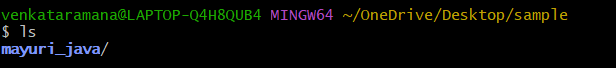 venkataramana@LAPTOP-Q4H8QUB4 MINGW64 ~/OneDrive/Desktop/sample
$ ls
mayuri_java/